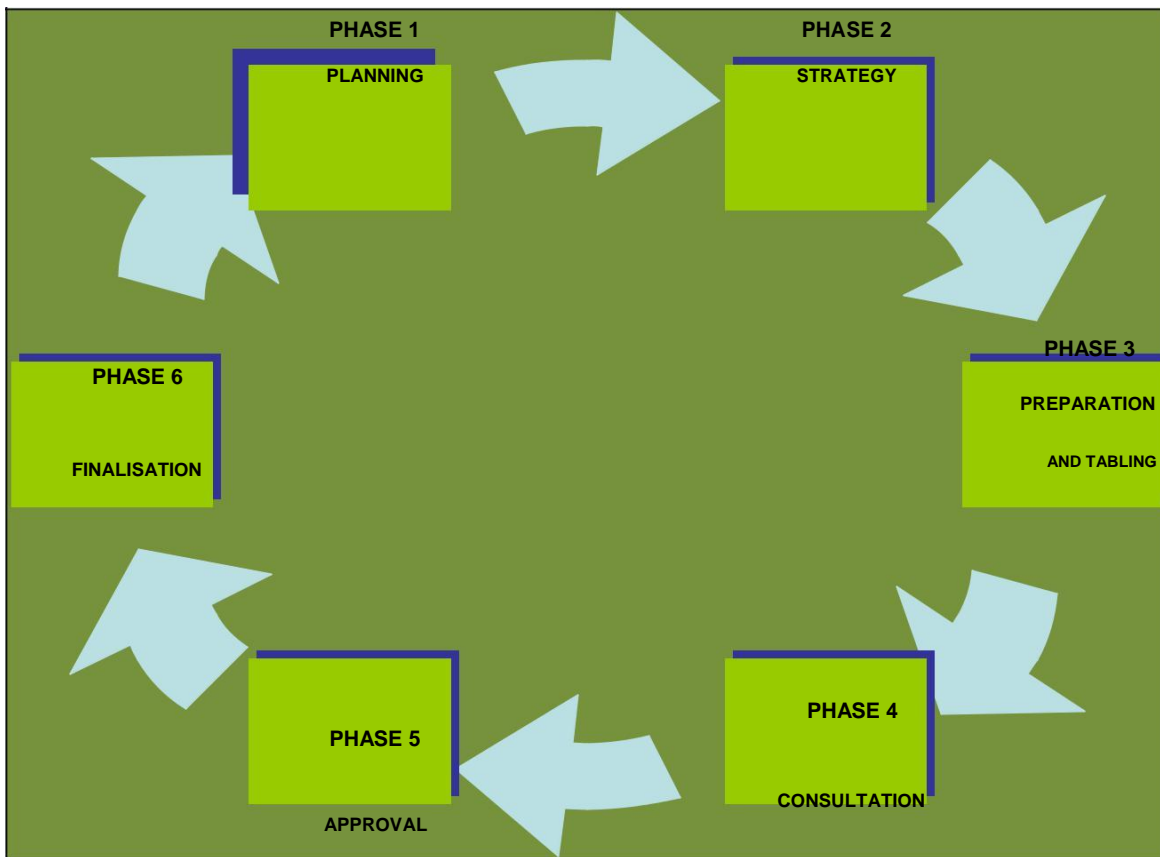 PHASE 1
PLANNING
PHASE 2
STRATEGY
PHASE 3
PREPARATION
AND TABLING
PHASE 4
CONSULTATION
PHASE 5
APPROVAL
PHASE 6
FINALISATION